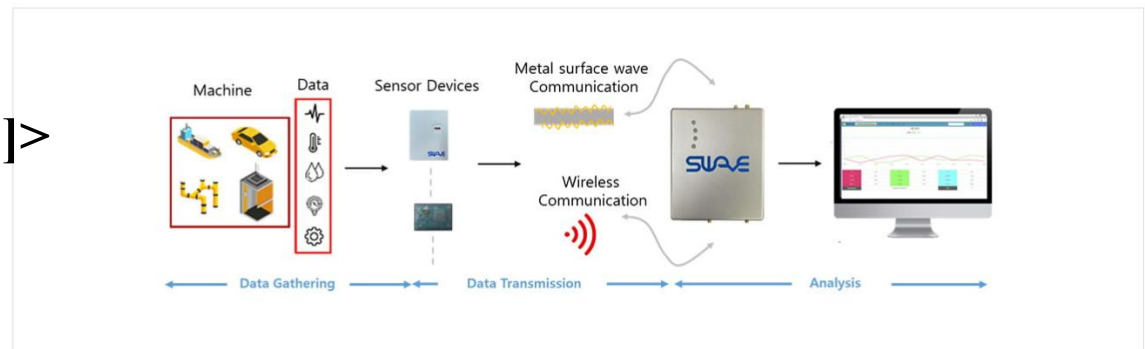 ]>
Machine
Data
Sensor Devices
Metal surface wave
Communication
SWAVE
SWAVE
Wireless
Communication
Data Gathering
Data Transmission
Analysis